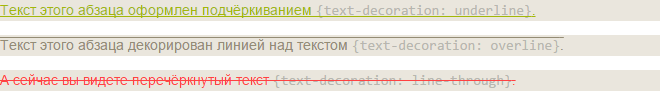 Текст этого абзаца оформлен подчёркиванием {text-decoration: underline}.
Текст этого абзаца декорирован линией над текстом {text-decoration: overline}.
А сейчас вы видете перечёркнутый текст {text-decoration: line-through}.